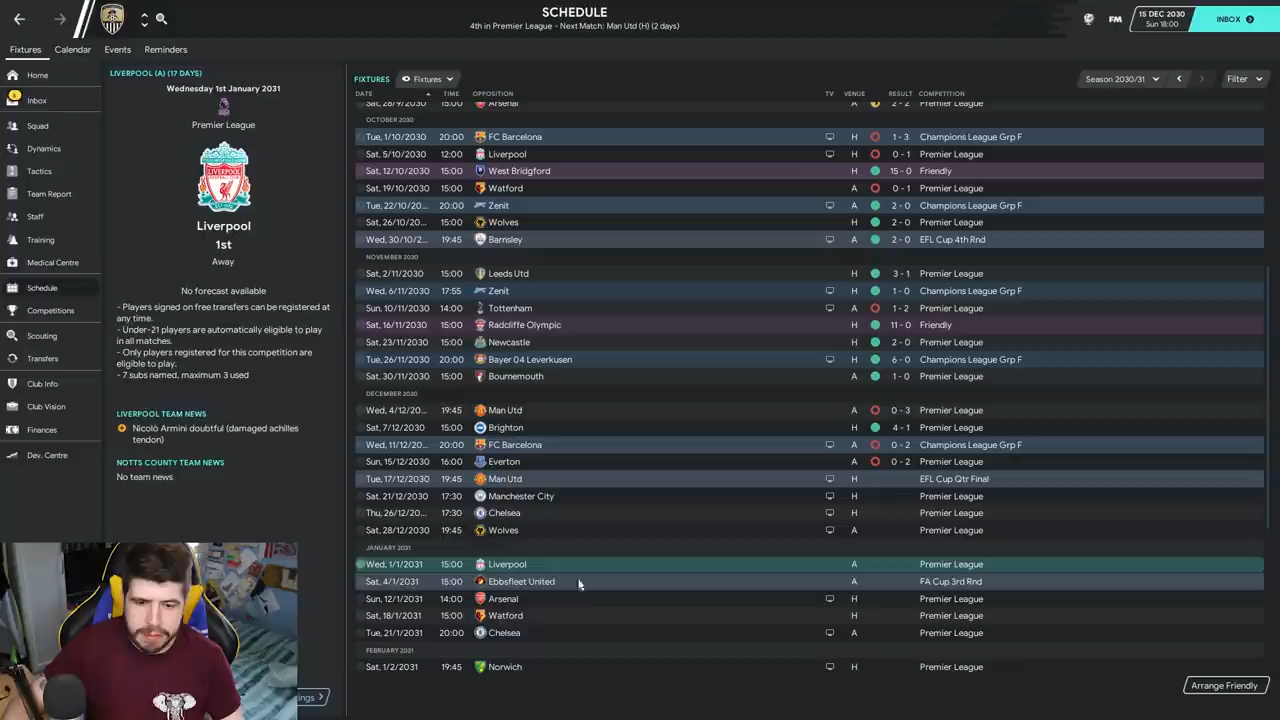 SCHEDULE
4th in Premier League - Next Match: Man Utd (H) (2 days)
FM
15 DEC 2030
Sun 18:00
INBOX
Fixtures
Calendar
Events
Reminders
Home
6
Inbox
Squad
Dynamics
Tactics
Team Report
Staff
Training
Medical Centre
Schedule
Competitions
Scouting
Transfers
Club Info
Club Vision
Finances
Dev. Centre
LIVERPOOL (A) (17 DAYS)
Wednesday 1st January 2031
Premier League
Liverpool
1st
Away
No forecast available
- Players signed on free transfers can be registered at
any time.
- Under-21 players are automatically eligible to play
in all matches.
- Only players registered for this competition are
eligible to play.
- 7 subs named, maximum 3 used
LIVERPOOL TEAM NEWS
Nicolò Armini doubtful (damaged achilles
tendon)
NOTTS COUNTY TEAM NEWS
No team news
FIXTURES
Fixtures
Season 2030/31
Filter
DATE TIME OPPOSITION TV VENUE RESULT COMPETITION
Sat, 28/9/2030 15:00 Arsenal A 2 - 2 Premier League
OCTOBER 2030
Tue, 1/10/2030 20:00 FC Barcelona H 1 - 3 Champions League Grp F
Sat, 5/10/2030 12:00 Liverpool H 0 - 1 Premier League
Sat, 12/10/2030 15:00 West Bridgford H 15 - 0 Friendly
Sat, 19/10/2030 15:00 Watford A 0 - 1 Premier League
Tue, 22/10/20... 20:00 Zenit A 2 - 0 Champions League Grp F
Sat, 26/10/20... 15:00 Wolves H 2 - 0 Premier League
Wed, 30/10/2... 19:45 Barnsley A 2 - 0 EFL Cup 4th Rnd
NOVEMBER 2030
Sat, 2/11/2030 15:00 Leeds Utd H 3 - 1 Premier League
Wed, 6/11/2030 17:55 Zenit H 1 - 0 Champions League Grp F
Sun, 10/11/2030 14:00 Tottenham A 1 - 2 Premier League
Sat, 16/11/2030 15:00 Radcliffe Olympic H 11 - 0 Friendly
Sat, 23/11/2030 15:00 Newcastle H 2 - 0 Premier League
Tue, 26/11/2030 20:00 Bayer 04 Leverkusen H 6 - 0 Champions League Grp F
Sat, 30/11/2030 15:00 Bournemouth A 1 - 0 Premier League
DECEMBER 2030
Wed, 4/12/20... 19:45 Man Utd A 0 - 3 Premier League
Sat, 7/12/2030 15:00 Brighton H 4 - 1 Premier League
Wed, 11/12/20... 20:00 FC Barcelona A 0 - 2 Champions League Grp F
Sun, 15/12/2030 16:00 Everton A 0 - 2 Premier League
Tue, 17/12/2030 19:45 Man Utd H EFL Cup Qtr Final
Sat, 21/12/2030 17:30 Manchester City H Premier League
Thu, 26/12/20... 17:30 Chelsea H Premier League
Sat, 28/12/2030 19:45 Wolves A Premier League
JANUARY 2031
Wed, 1/1/2031 15:00 Liverpool A Premier League
Sat, 4/1/2031 15:00 Ebbsfleet United A FA Cup 3rd Rnd
Sun, 12/1/2031 14:00 Arsenal H Premier League
Sat, 18/1/2031 15:00 Watford H Premier League
Tue, 21/1/2031 20:00 Chelsea A Premier League
FEBRUARY 2031
Sat, 1/2/2031 19:45 Norwich H Premier League
Arrange Friendly